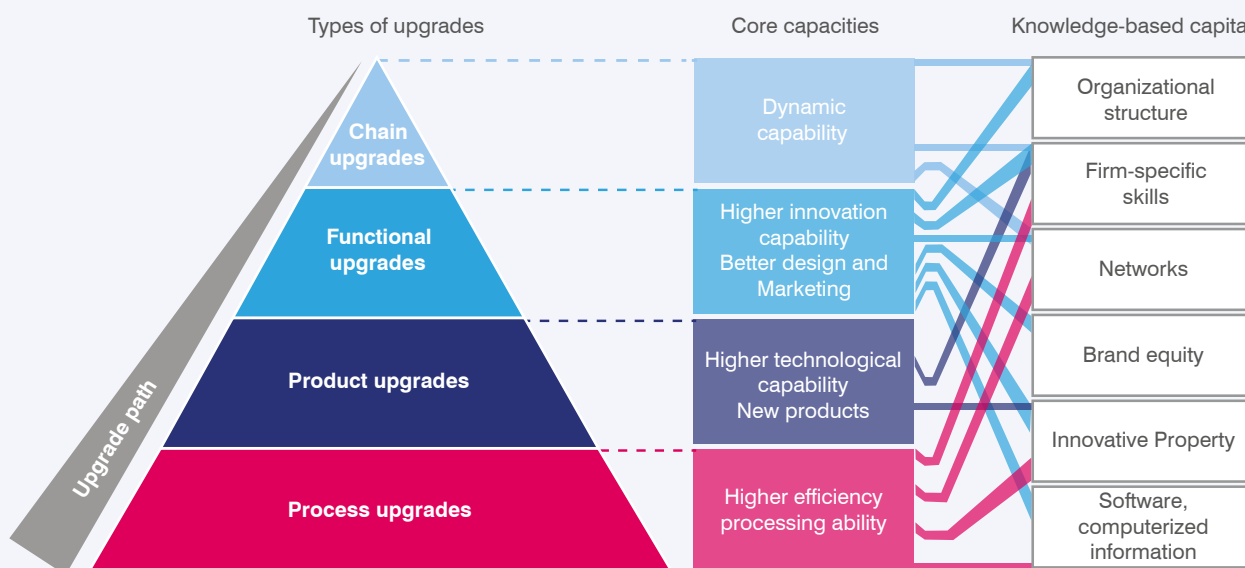 Types of upgrades
Core capacities
Knowledge-based capita
Chain
upgrades
Functional
upgrades
Product upgrades
Process upgrades
Upgrade path
Dynamic
capability
Higher innovation
capability
Better design and
Marketing
Higher technological
capability
New products
Higher efficiency
processing ability
Organizational
structure
Firm-specific
skills
Networks
Brand equity
Innovative Property
Software,
computerized
information